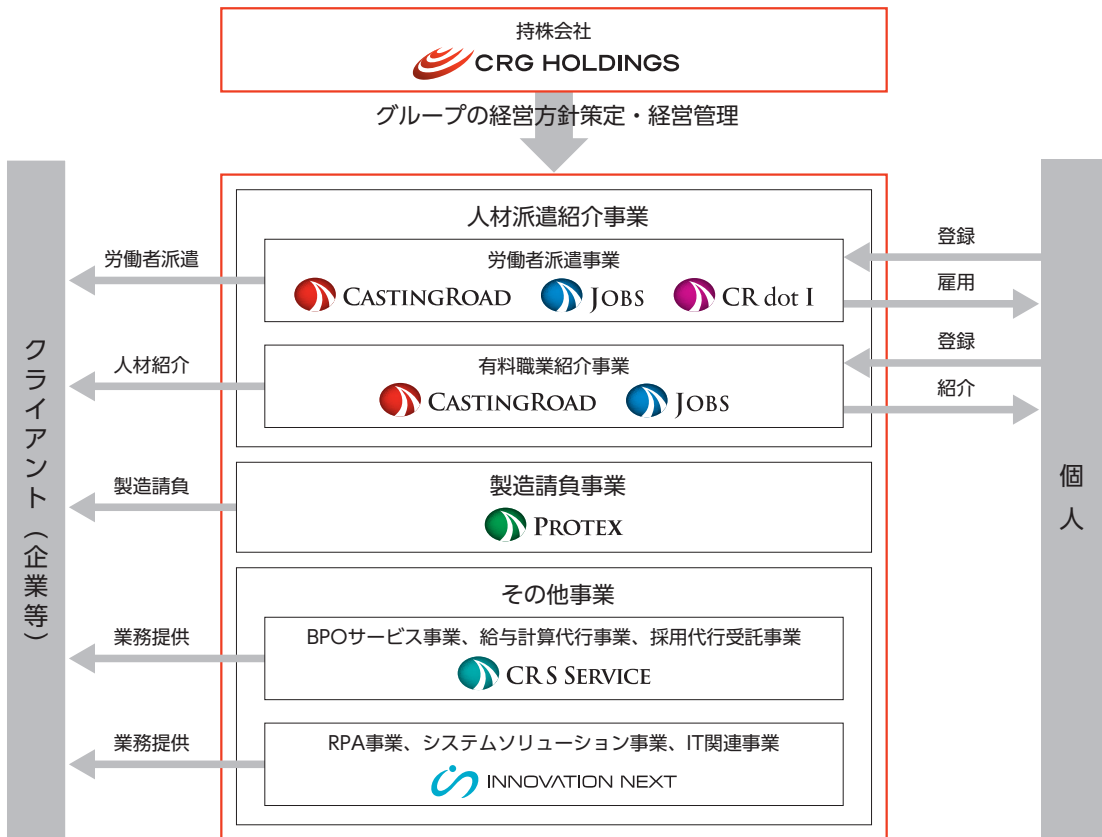 持株会社
CRG HOLDINGS
グループの経営方針策定・経営管理
クライアント（企業等）
個人
人材派遣紹介事業
労働者派遣
労働者派遣事業
CASTINGROAD JOBS CR dot I
登録
雇用
人材紹介
有料職業紹介事業
CASTINGROAD JOBS
登録
紹介
製造請負
製造請負事業
PROTEX
その他事業
業務提供
BPOサービス事業、給与計算代行事業、採用代行受託事業
CRS SERVICE
業務提供
RPA事業、システムソリューション事業、IT関連事業
INNOVATION NEXT